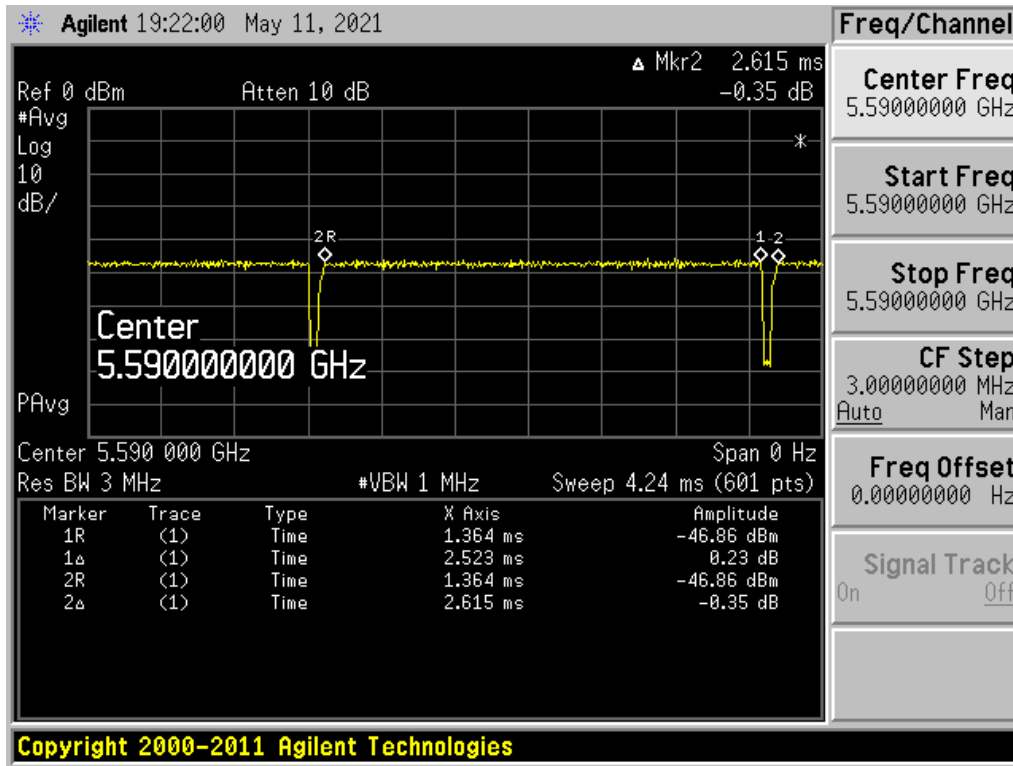 Agilent 19:22:00 May 11, 2021
Freq/Channel
Δ Mkr2 2.615 ms
Ref 0 dBm Atten 10 dB -0.35 dB
#Avg
Log
10
dB/
*
2R
1 2
Center
5.590000000 GHz
PAvg
Center 5.590 000 GHz Span 0 Hz
Res BW 3 MHz #VBW 1 MHz Sweep 4.24 ms (601 pts)
Marker Trace Type X Axis Amplitude
1R (1) Time 1.364 ms -46.86 dBm
1Δ (1) Time 2.523 ms 0.23 dB
2R (1) Time 1.364 ms -46.86 dBm
2Δ (1) Time 2.615 ms -0.35 dB
Center Freq
5.59000000 GHz
Start Freq
5.59000000 GHz
Stop Freq
5.59000000 GHz
CF Step
3.00000000 MHz
Auto Man
Freq Offset
0.00000000 Hz
Signal Track
On Off
Copyright 2000-2011 Agilent Technologies